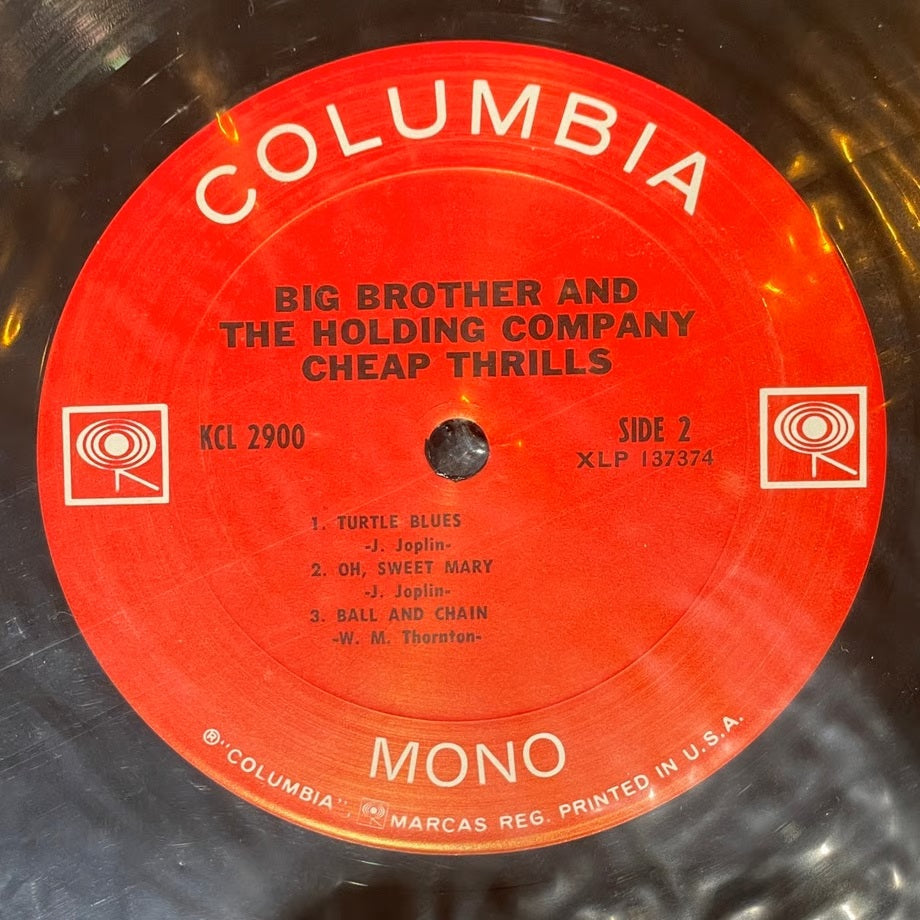 COLUMBIA
BIG BROTHER AND
THE HOLDING COMPANY
CHEAP THRILLS
KCL 2900
SIDE 2
XLP 137374
1. TURTLE BLUES
-J. Joplin-
2. OH, SWEET MARY
-J. Joplin-
3. BALL AND CHAIN
-W. M. Thornton-
MONO
®"COLUMBIA", MARCAS REG. PRINTED IN U.S.A.